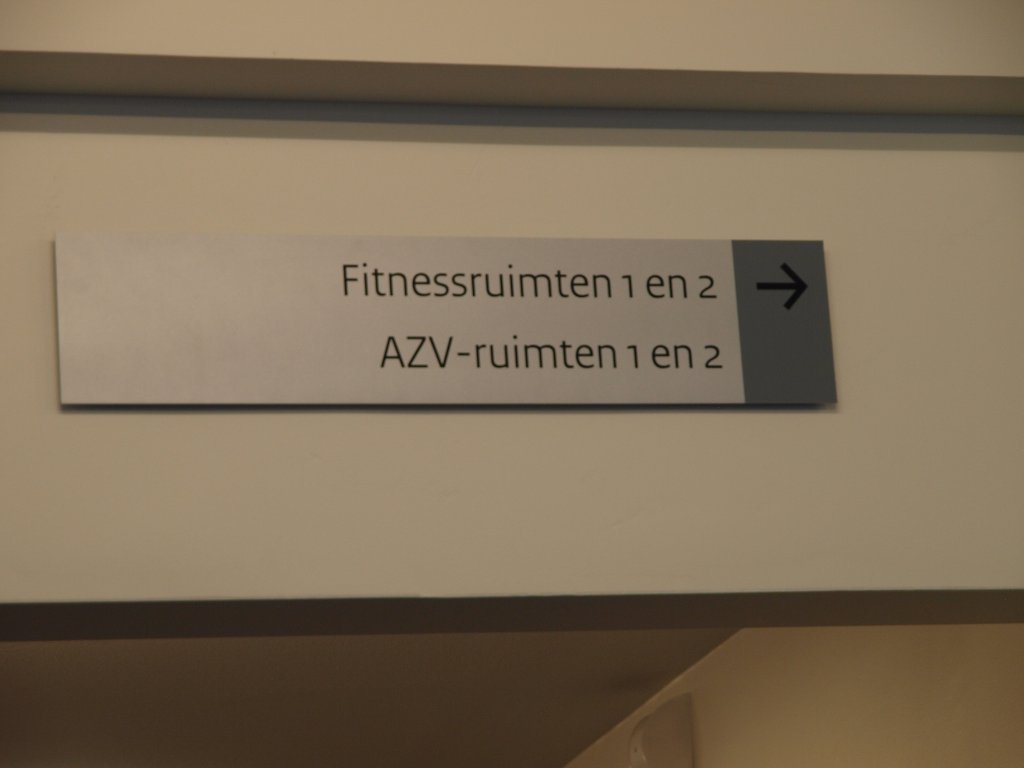 Fitnessruimten 1 en 2
AZV-ruimten 1 en 2